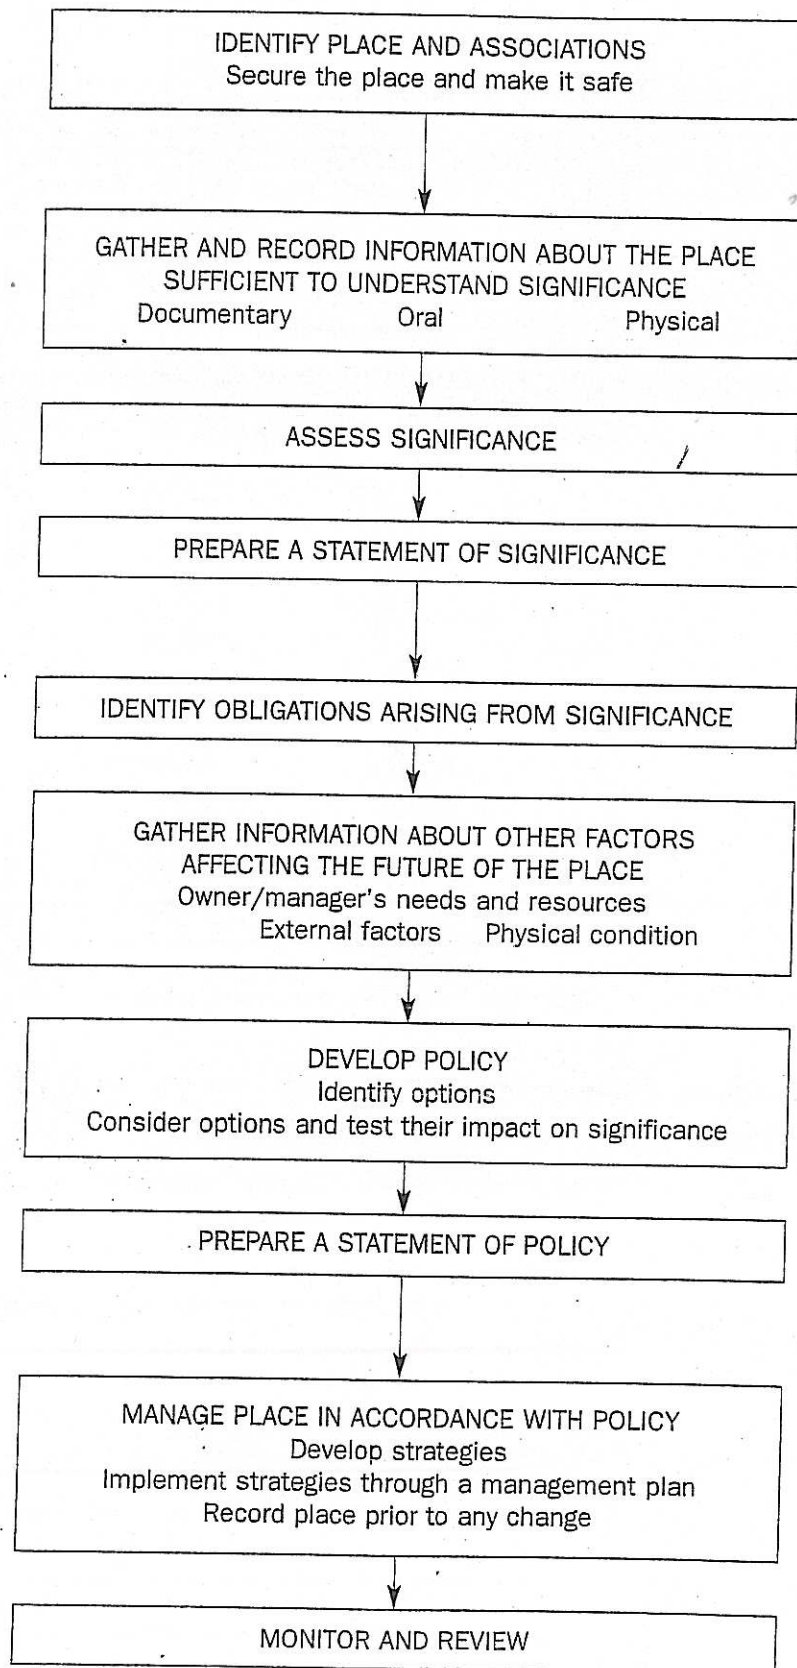 IDENTIFY PLACE AND ASSOCIATIONS
Secure the place and make it safe
GATHER AND RECORD INFORMATION ABOUT THE PLACE
SUFFICIENT TO UNDERSTAND SIGNIFICANCE
Documentary Oral Physical
ASSESS SIGNIFICANCE
PREPARE A STATEMENT OF SIGNIFICANCE
IDENTIFY OBLIGATIONS ARISING FROM SIGNIFICANCE
GATHER INFORMATION ABOUT OTHER FACTORS
AFFECTING THE FUTURE OF THE PLACE
Owner/manager's needs and resources
External factors Physical condition
DEVELOP POLICY
Identify options
Consider options and test their impact on significance
PREPARE A STATEMENT OF POLICY
MANAGE PLACE IN ACCORDANCE WITH POLICY
Develop strategies
Implement strategies through a management plan
Record place prior to any change
MONITOR AND REVIEW